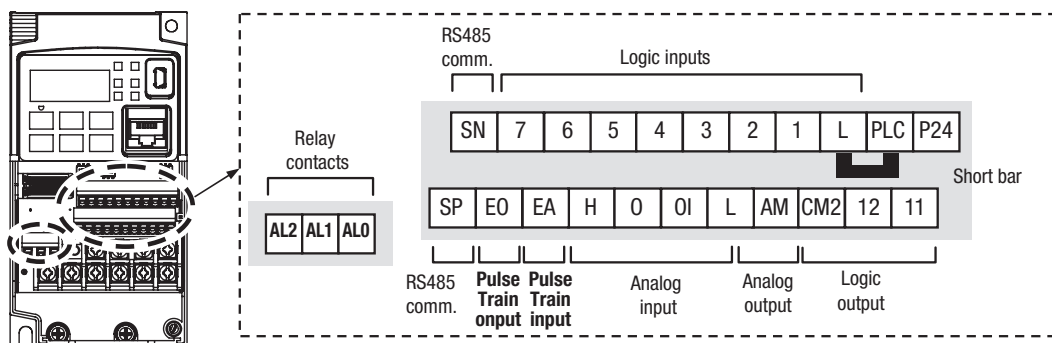 RS485
comm.
Logic inputs
SN 7 6 5 4 3 2 1 L PLC P24
Short bar
Relay
contacts
AL2 AL1 AL0
SP EO EA H O OI L AM CM2 12 11
RS485
comm.
Pulse
Train
onput
Pulse
Train
input
Analog
input
Analog
output
Logic
output